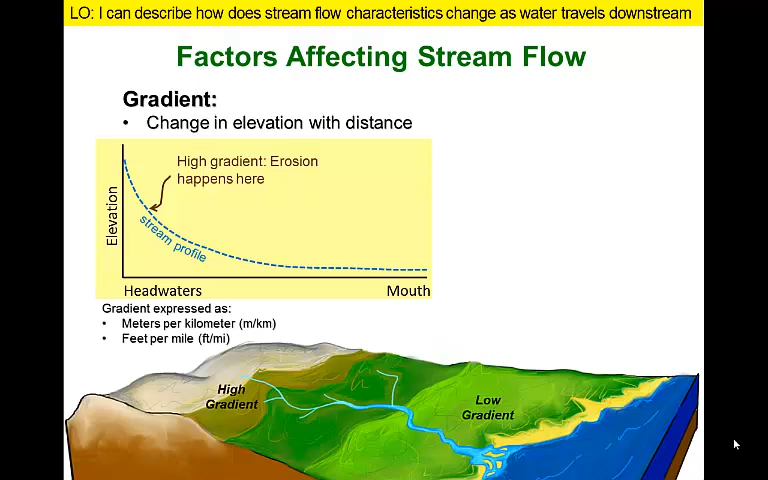 LO: I can describe how does stream flow characteristics change as water travels downstream
Factors Affecting Stream Flow
Gradient:
• Change in elevation with distance
High gradient: Erosion
happens here
Elevation
stream profile
Headwaters
Mouth
Gradient expressed as:
• Meters per kilometer (m/km)
• Feet per mile (ft/mi)
High
Gradient
Low
Gradient